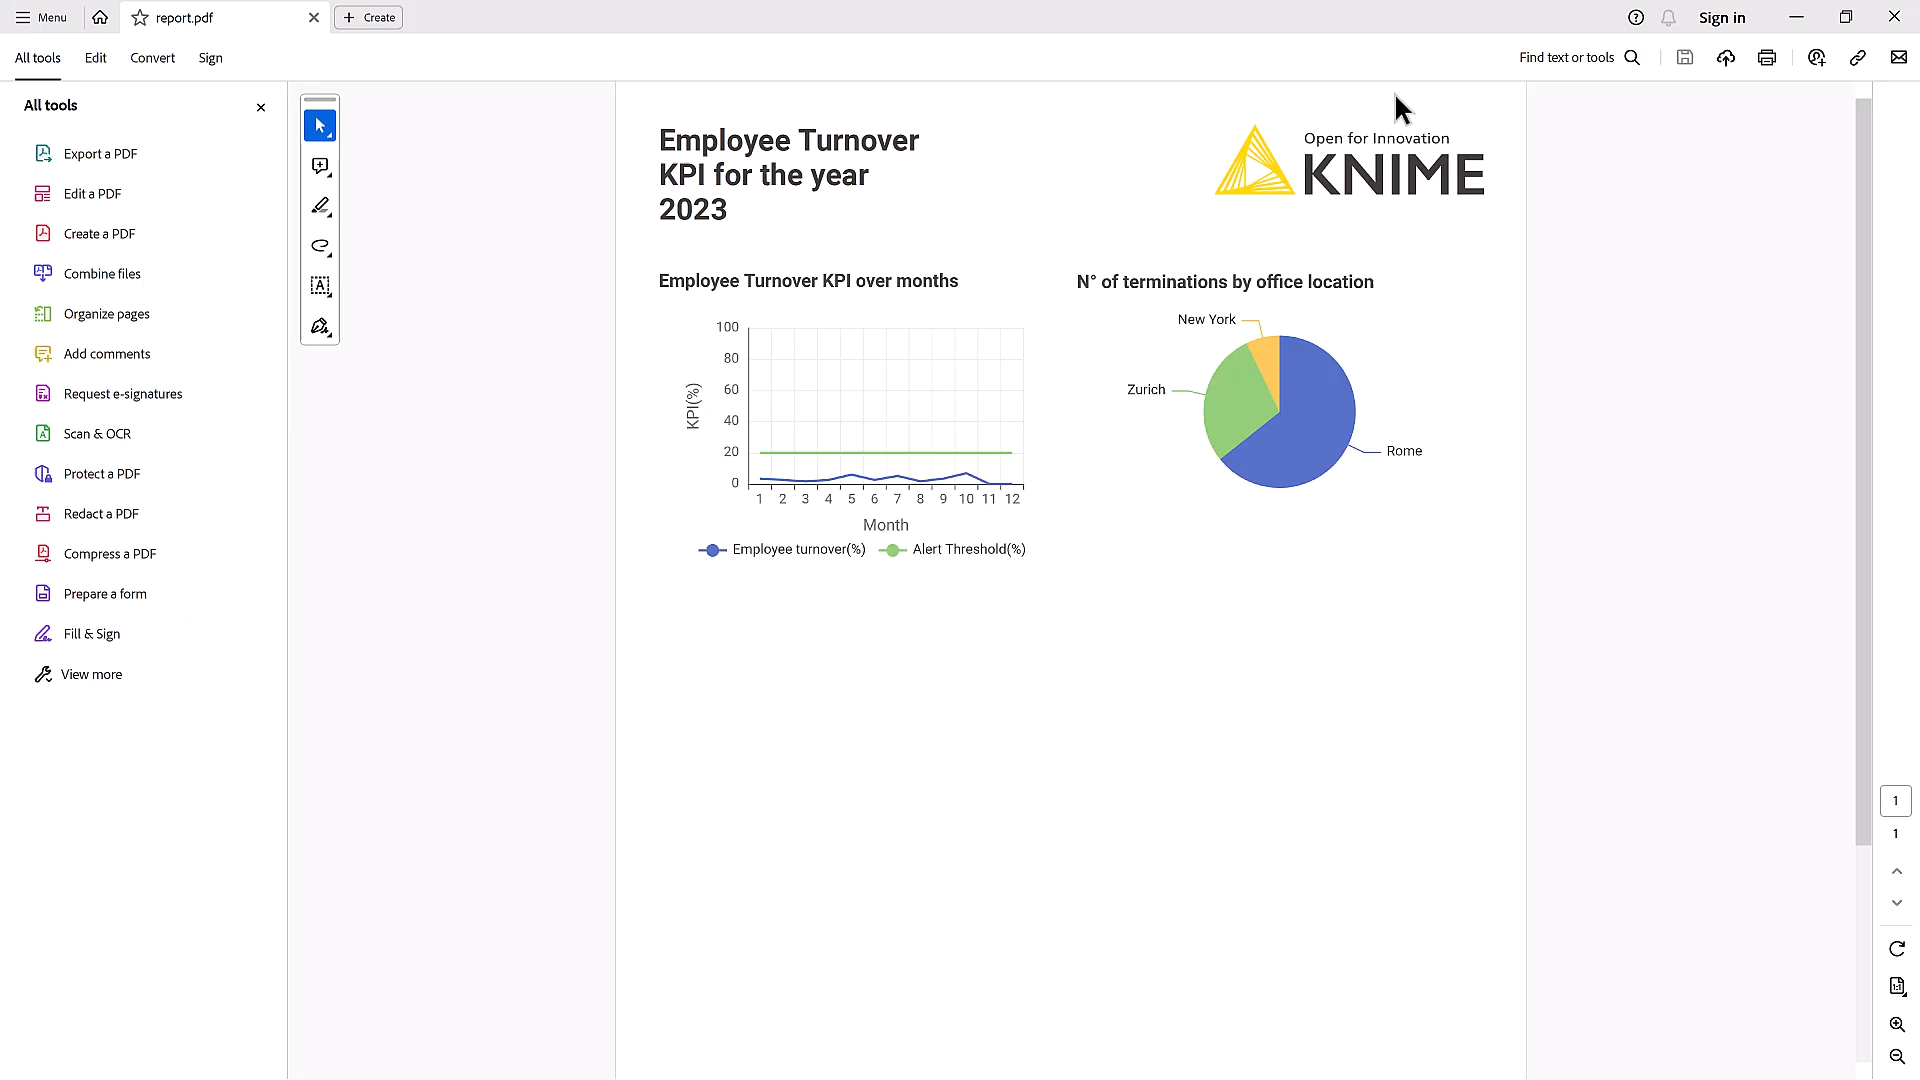 Menu
report.pdf
Create
Sign in
All tools
Edit
Convert
Sign
Find text or tools
All tools
Export a PDF
Edit a PDF
Create a PDF
Combine files
Organize pages
Add comments
Request e-signatures
Scan & OCR
Protect a PDF
Redact a PDF
Compress a PDF
Prepare a form
Fill & Sign
View more
Employee Turnover
KPI for the year
2023
Open for Innovation
KNIME
Employee Turnover KPI over months
100
80
60
40
20
0
KPI(%)
1 2 3 4 5 6 7 8 9 10 11 12
Month
Employee turnover(%) Alert Threshold(%)
N° of terminations by office location
New York
Zurich
Rome
1
1